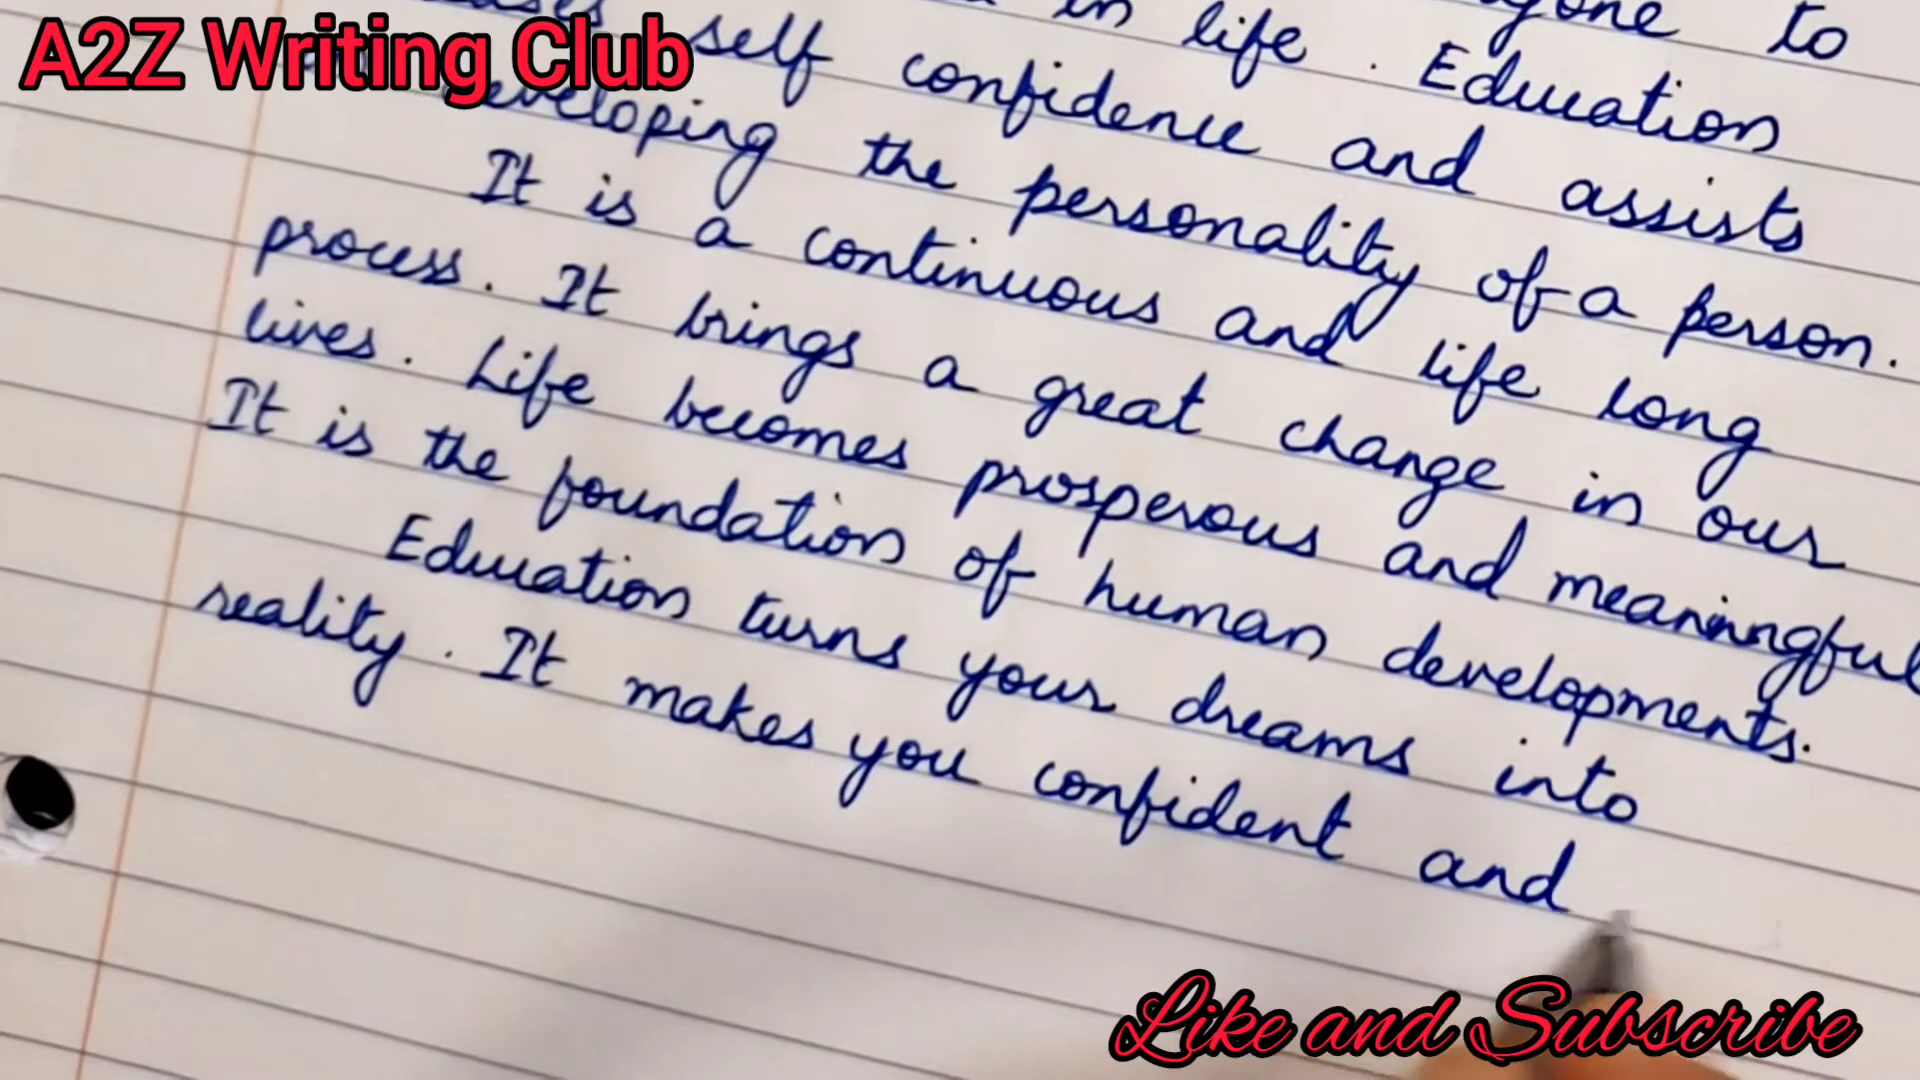 A2Z Writing Club
to
in life. Education
self confidence and assists
developing the personality of a person.
It is a continuous and life long
process. It brings a great change in our
lives. Life becomes prosperous and meaningful
It is the foundation of human developments.
Education turns your dreams into
reality. It makes you confident and
Like and Subscribe